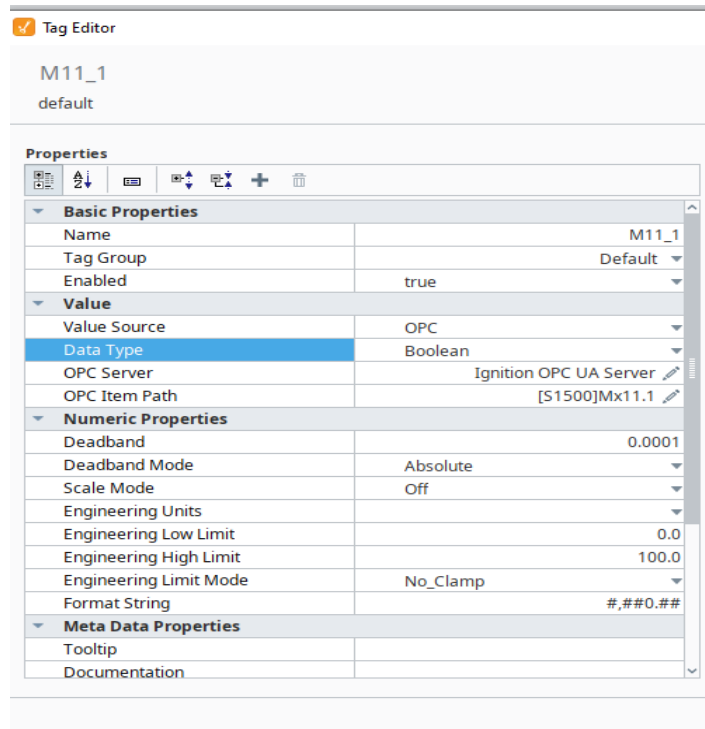 Tag Editor
M11_1
default
Properties
Basic Properties
Name M11_1
Tag Group Default
Enabled true
Value
Value Source OPC
Data Type Boolean
OPC Server Ignition OPC UA Server
OPC Item Path [S1500]Mx11.1
Numeric Properties
Deadband 0.0001
Deadband Mode Absolute
Scale Mode Off
Engineering Units
Engineering Low Limit 0.0
Engineering High Limit 100.0
Engineering Limit Mode No_Clamp
Format String #,##0.##
Meta Data Properties
Tooltip
Documentation